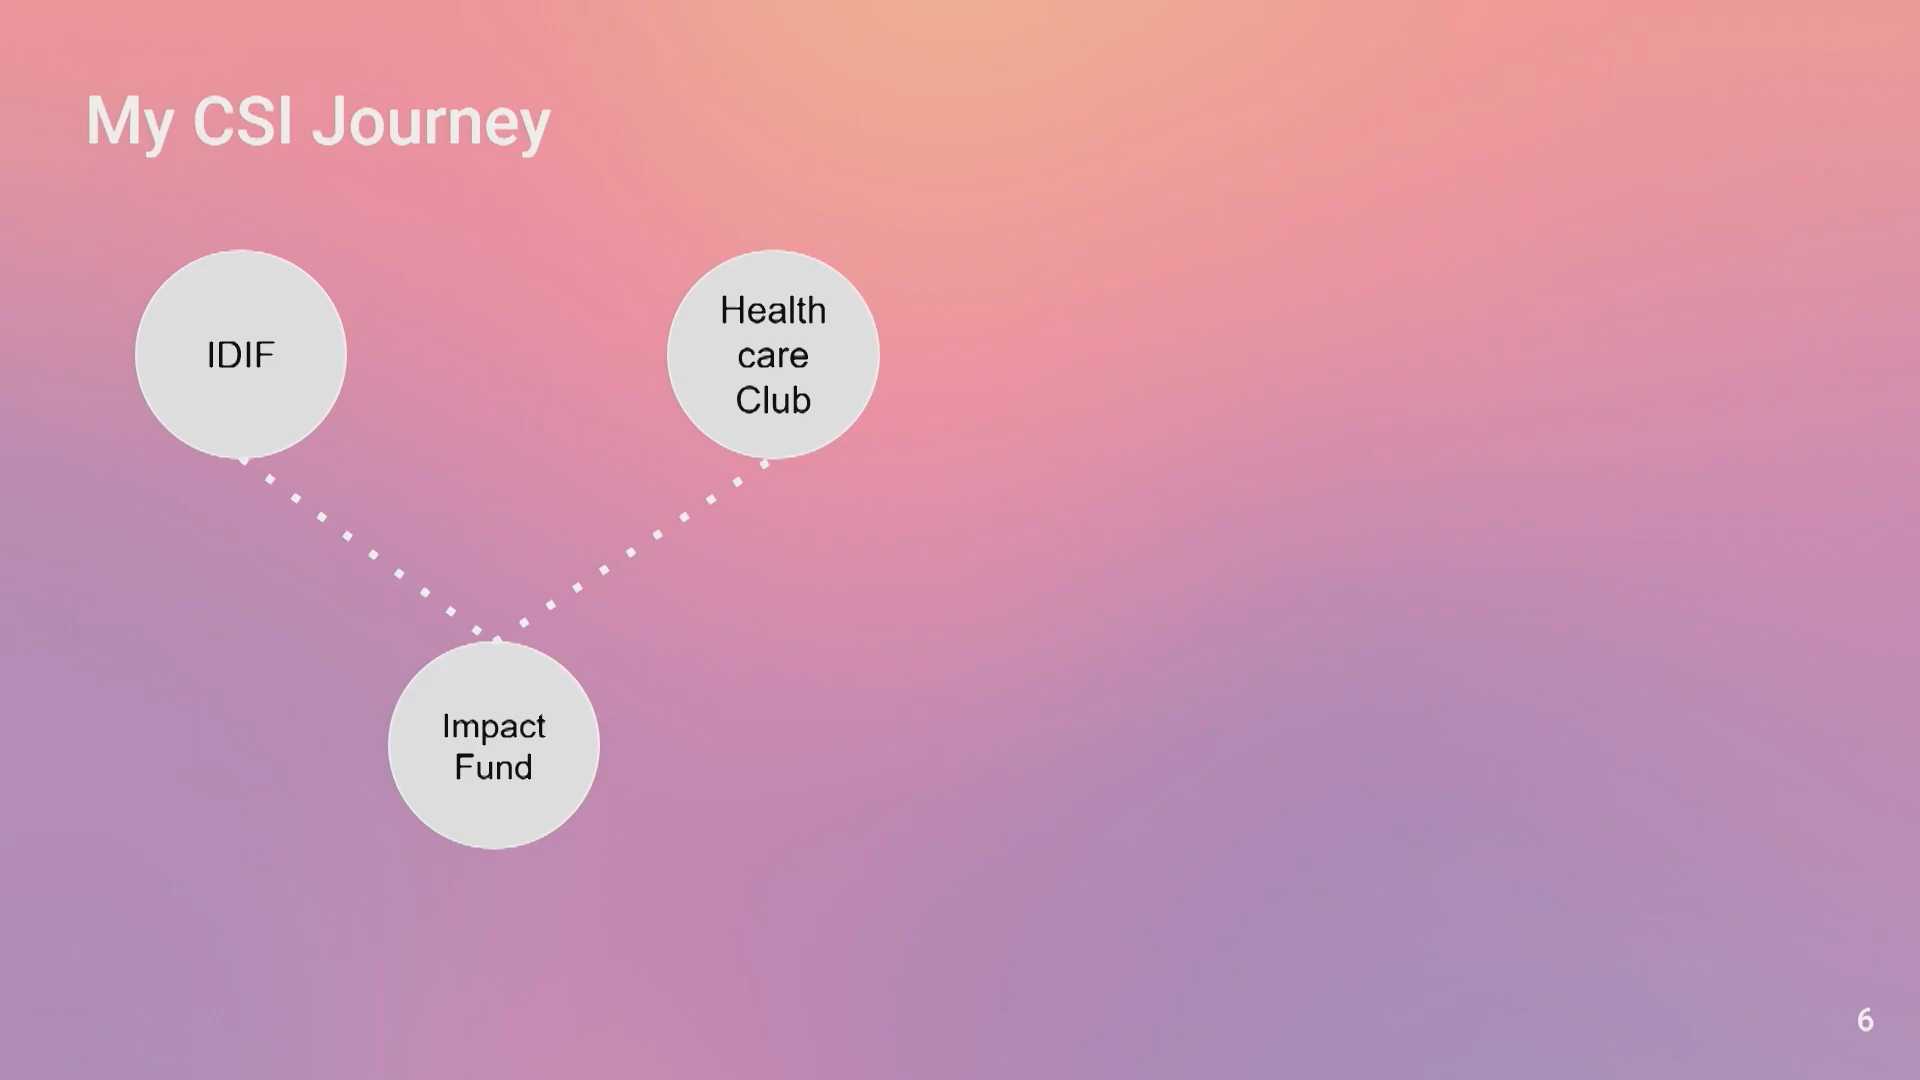 My CSI Journey
IDIF
Health
care
Club
Impact
Fund
6